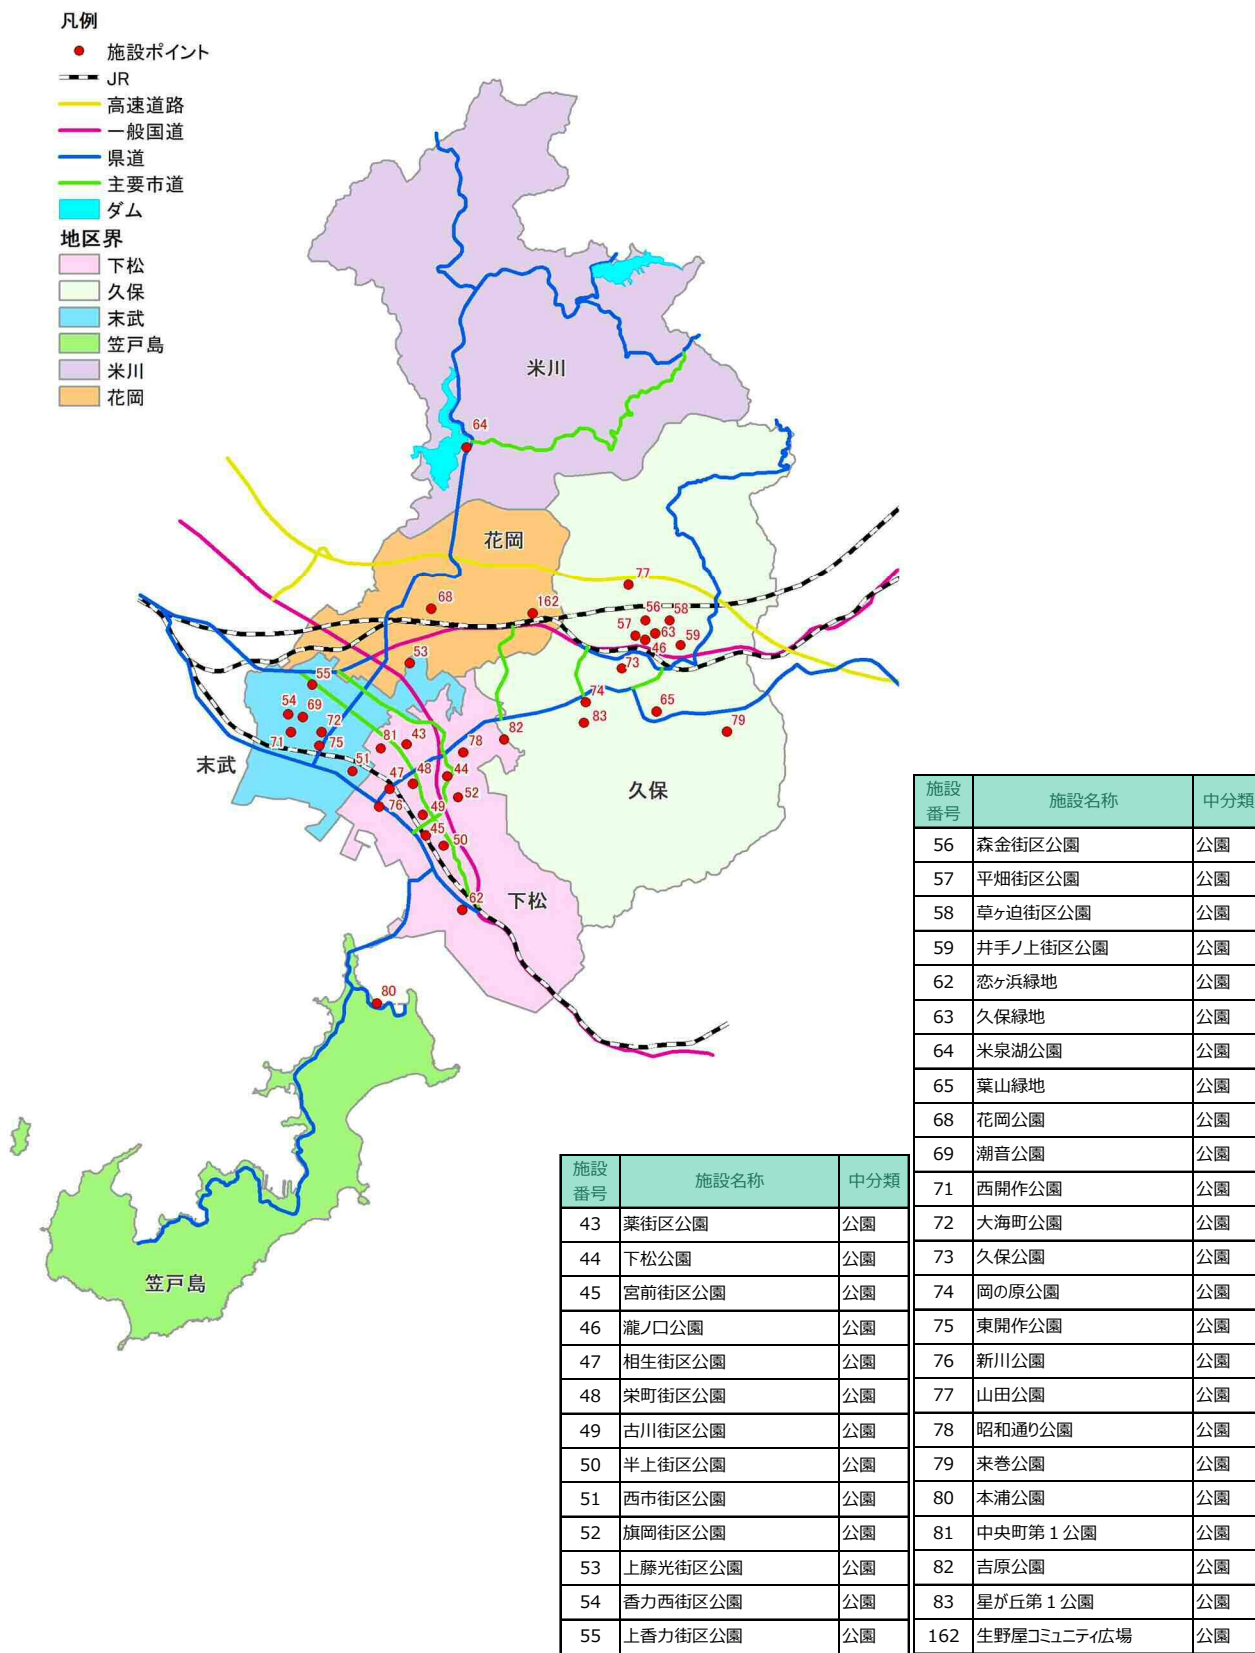 凡例
施設ポイント
JR
高速道路
一般国道
県道
主要市道
ダム
地区界
下松
久保
末武
笠戸島
米川
花岡
米川
64
花岡
77
68
162
56 58
57 63
59
46
53
73
55
74
65
54 69
83
72
79
71 75
81 43
82
78
51
末武
47 48 44
久保
76
52
49
45
50
下松
62
80
笠戸島
施設番号 施設名称 中分類
43 薬街区公園 公園
44 下松公園 公園
45 宮前街区公園 公園
46 瀧ノ口公園 公園
47 相生街区公園 公園
48 栄町街区公園 公園
49 古川街区公園 公園
50 半上街区公園 公園
51 西市街区公園 公園
52 旗岡街区公園 公園
53 上藤光街区公園 公園
54 香力西街区公園 公園
55 上香力街区公園 公園
施設番号 施設名称 中分類
56 森金街区公園 公園
57 平畑街区公園 公園
58 草ヶ迫街区公園 公園
59 井手ノ上街区公園 公園
62 恋ヶ浜緑地 公園
63 久保緑地 公園
64 米泉湖公園 公園
65 葉山緑地 公園
68 花岡公園 公園
69 潮音公園 公園
71 西開作公園 公園
72 大海町公園 公園
73 久保公園 公園
74 岡の原公園 公園
75 東開作公園 公園
76 新川公園 公園
77 山田公園 公園
78 昭和通り公園 公園
79 来巻公園 公園
80 本浦公園 公園
81 中央町第１公園 公園
82 吉原公園 公園
83 星が丘第１公園 公園
162 生野屋コミュニティ広場 公園